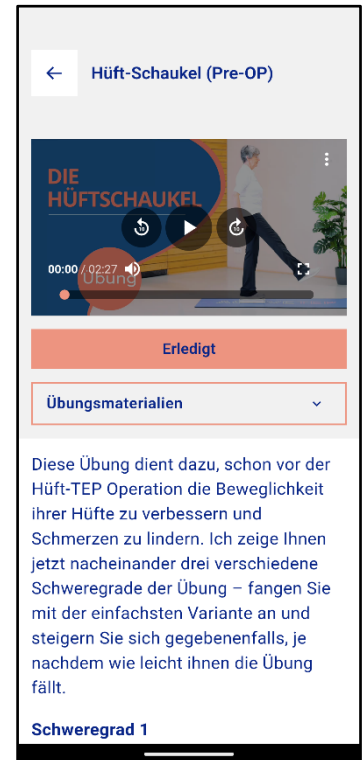 Hüft-Schaukel (Pre-OP)
DIE
HÜFTSCHAUKEL
10
10
00:00 / 02:27
Übung
Erledigt
Übungsmaterialien
Diese Übung dient dazu, schon vor der
Hüft-TEP Operation die Beweglichkeit
ihrer Hüfte zu verbessern und
Schmerzen zu lindern. Ich zeige Ihnen
jetzt nacheinander drei verschiedene
Schweregrade der Übung – fangen Sie
mit der einfachsten Variante an und
steigern Sie sich gegebenenfalls, je
nachdem wie leicht ihnen die Übung
fällt.
Schweregrad 1